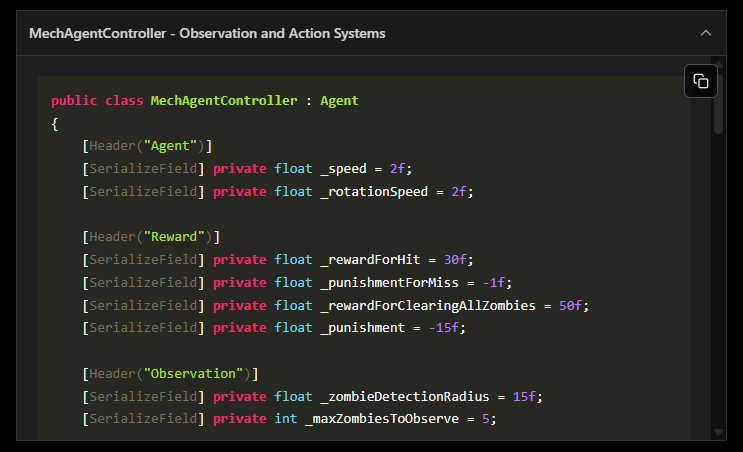 MechAgentController - Observation and Action Systems
public class MechAgentController : Agent
{
[Header("Agent")]
[SerializeField] private float _speed = 2f;
[SerializeField] private float _rotationSpeed = 2f;
[Header("Reward")]
[SerializeField] private float _rewardForHit = 30f;
[SerializeField] private float _punishmentForMiss = -1f;
[SerializeField] private float _rewardForClearingAllZombies = 50f;
[SerializeField] private float _punishment = -15f;
[Header("Observation")]
[SerializeField] private float _zombieDetectionRadius = 15f;
[SerializeField] private int _maxZombiesToObserve = 5;